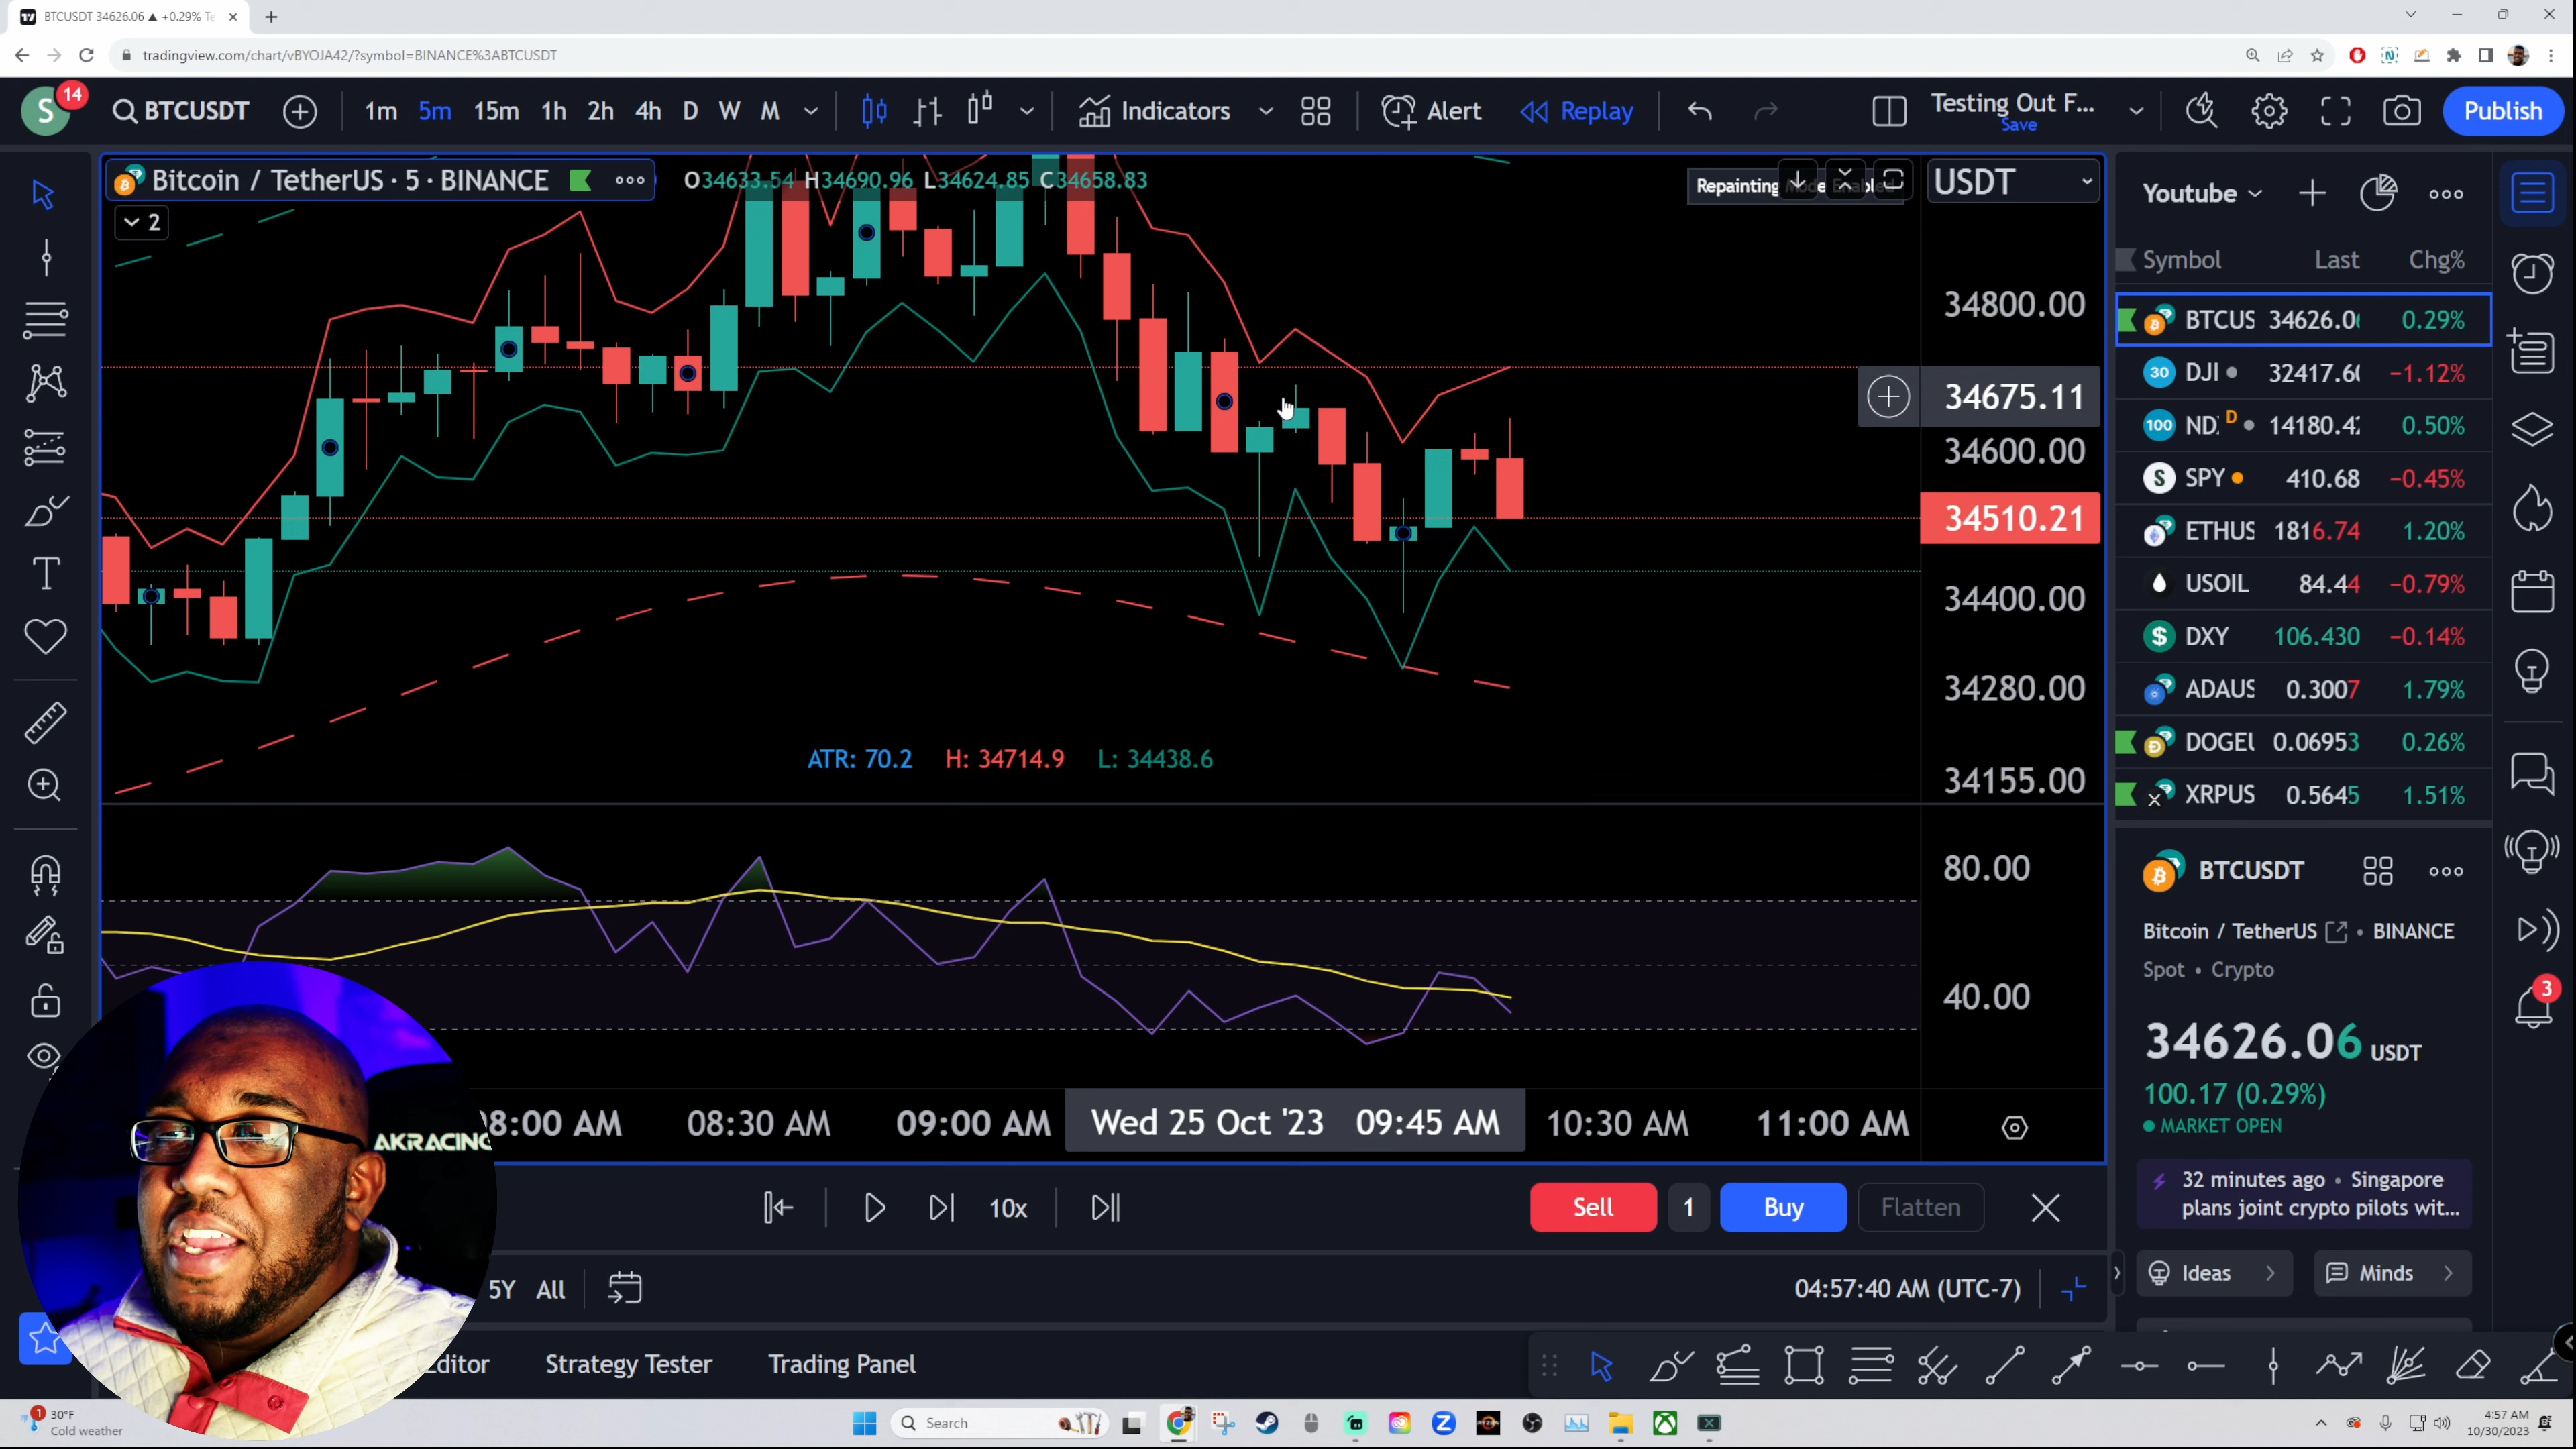 BTCUSDT 34626.06 ▲ +0.29% Te
tradingview.com/chart/vBYOJA42/?symbol=BINANCE%3ABTCUSDT
S 14 BTCUSDT 1m 5m 15m 1h 2h 4h D W M Indicators Alert Replay Testing Out F... Save Publish
Bitcoin / TetherUS · 5 · BINANCE O34633.54 H34690.96 L34624.85 C34658.83
Repainting
USDT
2
34800.00
34675.11
34600.00
34510.21
34400.00
34280.00
34155.00
ATR: 70.2 H: 34714.9 L: 34438.6
80.00
40.00
8:00 AM 08:30 AM 09:00 AM Wed 25 Oct '23 09:45 AM 10:30 AM 11:00 AM
AKRACING
10x Sell 1 Buy Flatten
5Y All 04:57:40 AM (UTC-7)
ditor Strategy Tester Trading Panel
Youtube
Symbol Last Chg%
BTCUS 34626.06 0.29%
30 DJI 32417.60 −1.12%
100 ND D 14180.42 0.50%
S SPY 410.68 −0.45%
ETHUS 1816.74 1.20%
USOIL 84.44 −0.79%
$ DXY 106.430 −0.14%
ADAUS 0.3007 1.79%
DOGEU 0.06953 0.26%
XRPUS 0.5645 1.51%
BTCUSDT
Bitcoin / TetherUS • BINANCE
Spot • Crypto
34626.06 USDT
100.17 (0.29%)
MARKET OPEN
3
32 minutes ago • Singapore
plans joint crypto pilots wit...
Ideas Minds
1 30°F
Cold weather
Search
4:57 AM
10/30/2023